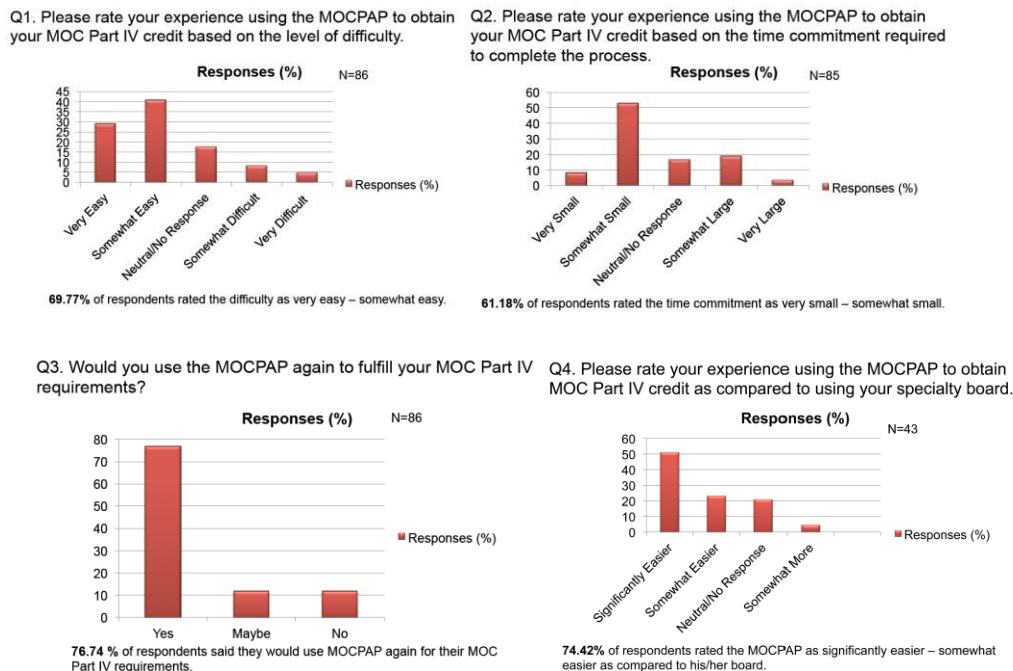 Q1. Please rate your experience using the MOCPAP to obtain
your MOC Part IV credit based on the level of difficulty.
Responses (%)
N=86
45
40
35
30
25
20
15
10
5
0
Very Easy
Somewhat Easy
Neutral/No Response
Somewhat Difficult
Very Difficult
Responses (%)
69.77% of respondents rated the difficulty as very easy – somewhat easy.
Q2. Please rate your experience using the MOCPAP to obtain
your MOC Part IV credit based on the time commitment required
to complete the process.
Responses (%)
N=85
60
50
40
30
20
10
0
Very Small
Somewhat Small
Neutral/No Response
Somewhat Large
Very Large
Responses (%)
61.18% of respondents rated the time commitment as very small – somewhat small.
Q3. Would you use the MOCPAP again to fulfill your MOC Part IV
requirements?
Responses (%)
N=86
80
70
60
50
40
30
20
10
0
Yes
Maybe
No
Responses (%)
76.74 % of respondents said they would use MOCPAP again for their MOC
Part IV requirements.
Q4. Please rate your experience using the MOCPAP to obtain
MOC Part IV credit as compared to using your specialty board.
Responses (%)
N=43
60
50
40
30
20
10
0
Significantly Easier
Somewhat Easier
Neutral/No Response
Somewhat More
Responses (%)
74.42% of respondents rated the MOCPAP as significantly easier – somewhat
easier as compared to his/her board.